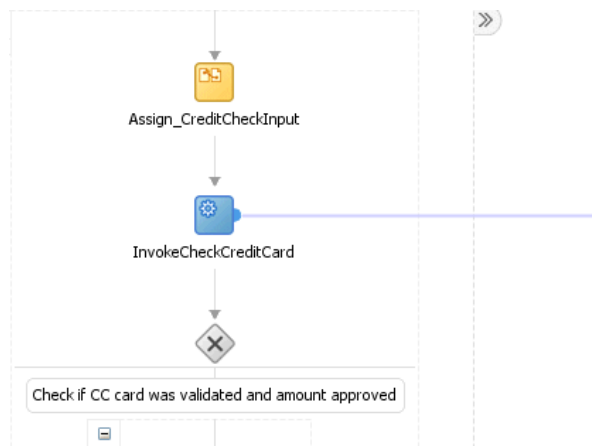 Assign_CreditCheckInput
InvokeCheckCreditCard
Check if CC card was validated and amount approved